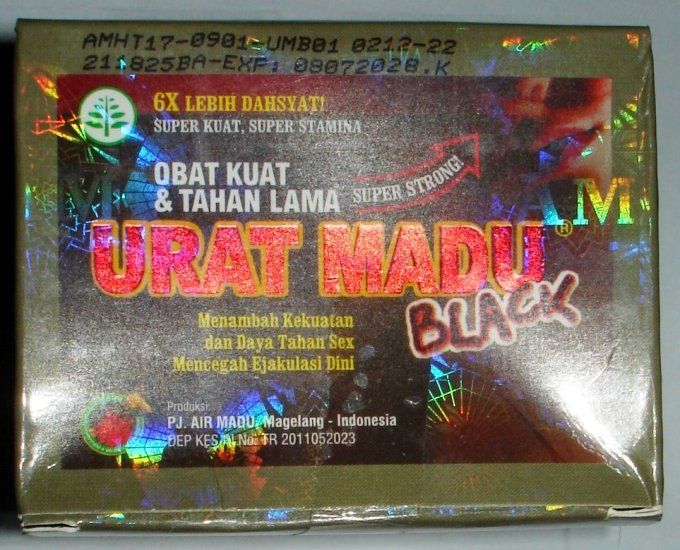 AMHT17-0901-UMB01 0212-22
211825BA-EXP: 08072020.K
6X LEBIH DAHSYAT!
SUPER KUAT, SUPER STAMINA
OBAT KUAT
& TAHAN LAMA
SUPER STRONG!
M AM
URAT MADU®
BLACK
Menambah Kekuatan
dan Daya Tahan Sex
Mencegah Ejakulasi Dini
Produksi:
PJ. AIR MADU, Magelang - Indonesia
DEP KES No: TR 2011052023